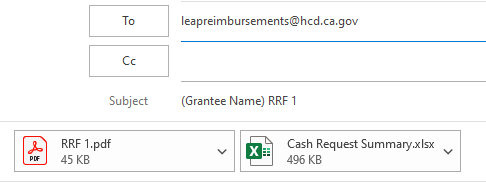 To leapreimbursements@hcd.ca.gov
Cc
Subject (Grantee Name) RRF 1
RRF 1.pdf Cash Request Summary.xlsx
PDF 45 KB X 496 KB